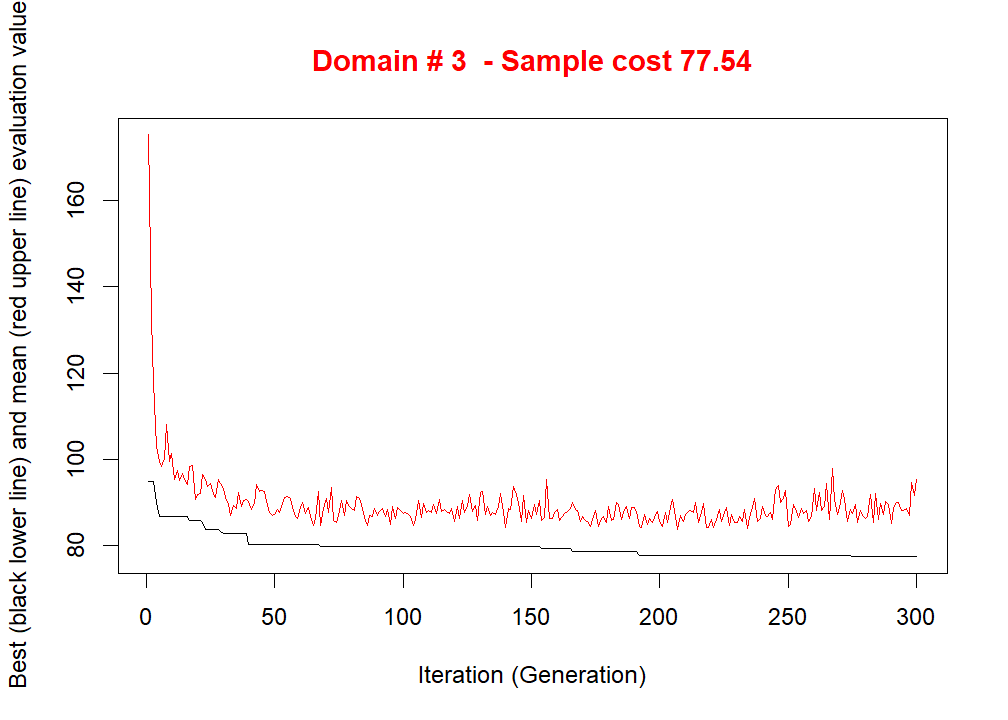 Domain # 3  - Sample cost 77.54
Best (black lower line) and mean (red upper line) evaluation value
160
140
120
100
80
0 50 100 150 200 250 300
Iteration (Generation)